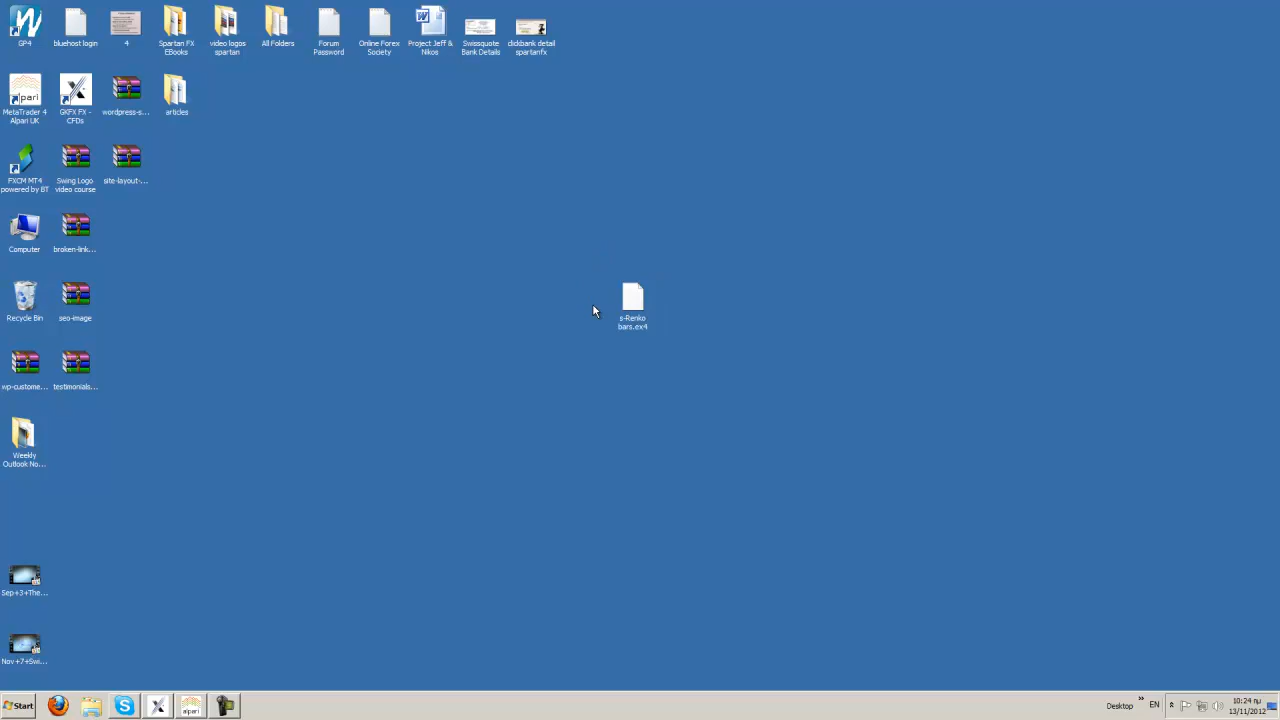 GP4
bluehost login
4
Spartan FX
EBooks
video logos
spartan
All Folders
Forum
Password
Online Forex
Society
Project Jeff &
Nikos
Swissquote
Bank Details
clickbank detail
spartanfx
alpari
MetaTrader 4
Alpari UK
GKFX FX -
CFDs
wordpress-s...
articles
FXCM MT4
powered by BT
Swing Logo
video course
site-layout-...
Computer
broken-link...
Recycle Bin
seo-image
s-Renko
bars.ex4
wp-custome...
testimonials...
Weekly
Outlook No...
Sep+3+The...
Nov+7+Swi...
Start
alpari
Desktop
»
EN
10:24 πμ
13/11/2012